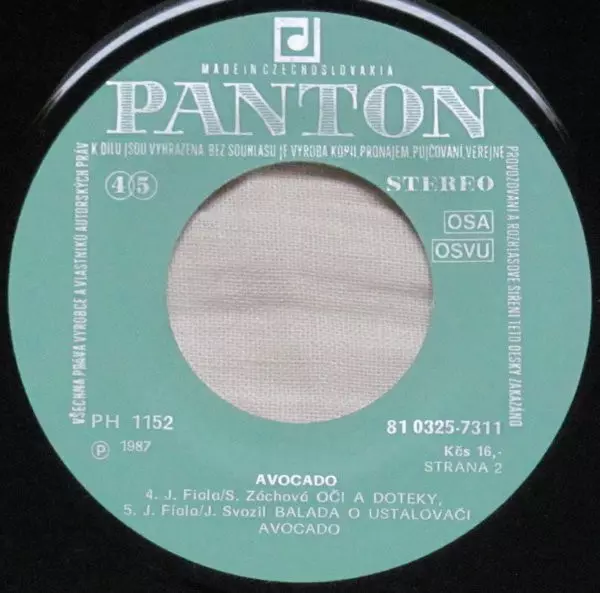 MADE IN CZECHOSLOVAKIA
PANTON
K DÍLU JSOU VYHRAZENA. BEZ SOUHLASU JE VÝROBA KOPIÍ, PRONÁJEM, PŮJČOVÁNÍ, VEŘEJNÉ
PROVOZOVÁNÍ A ROZHLASOVÉ ŠÍŘENÍ TÉTO DESKY ZAKÁZÁNO
VŠECHNA PRÁVA VÝROBCE A VLASTNÍKŮ AUTORSKÝCH PRÁV
45
STEREO
OSA
OSVU
PH 1152
81 0325-7311
Ⓟ 1987
Kčs 16,-
STRANA 2
AVOCADO
4. J. Fiala/S. Záchová OČI A DOTEKY,
5. J. Fiala/J. Svozil BALADA O USTALOVAČI
AVOCADO